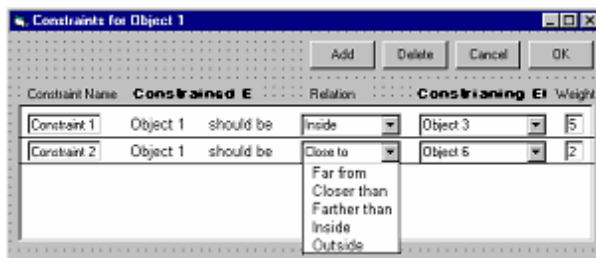 Constraints for Object 1
Add Delete Cancel OK
Constraint Name Constrained E Relation Constrianing El Weight
Constraint 1 Object 1 should be Inside Object 3 5
Constraint 2 Object 1 should be Close to Object 6 2
Far from
Closer than
Farther than
Inside
Outside